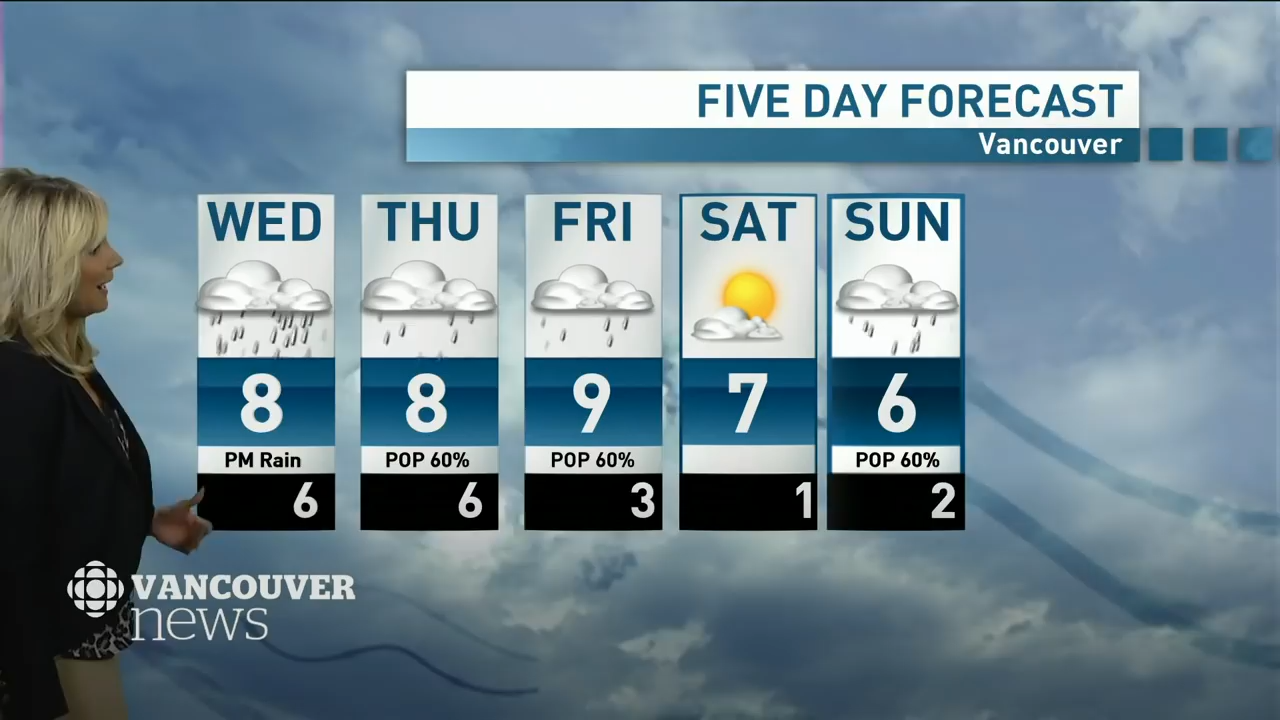 FIVE DAY FORECAST
Vancouver
WED THU FRI SAT SUN
8 8 9 7 6
PM Rain POP 60% POP 60% POP 60%
6 6 3 1 2
VANCOUVER
news